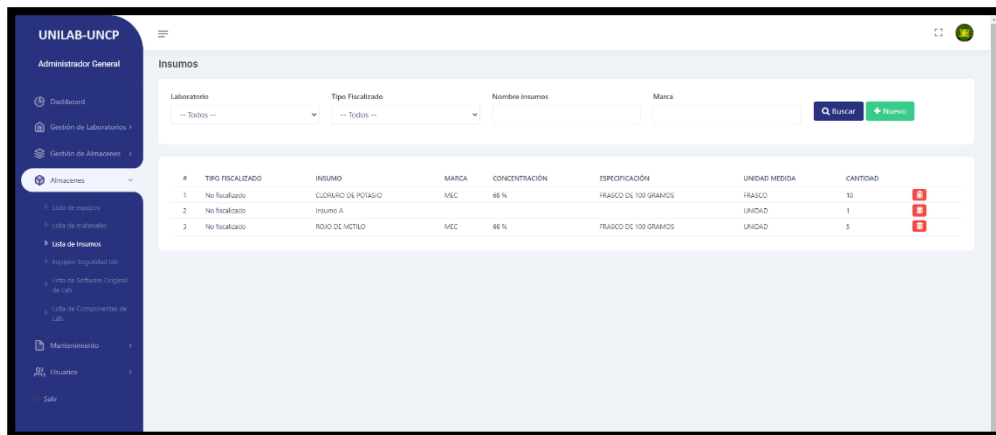 UNILAB-UNCP
Administrador General
Dashboard
Gestión de Laboratorios
Gestión de Almacenes
Almacenes
Lista de equipos
Lista de materiales
Lista de Insumos
Equipos Seguridad lab
Lista de Software Original
de Lab.
Lista de Componentes de
Lab.
Mantenimiento
Usuarios
Salir
Insumos
Laboratorio Tipo Fiscalizado Nombre insumos Marca
-- Todos -- -- Todos -- Buscar Nuevo
# TIPO FISCALIZADO INSUMO MARCA CONCENTRACIÓN ESPECIFICACIÓN UNIDAD MEDIDA CANTIDAD
1 No fiscalizado CLORURO DE POTASIO MEC 68 % FRASCO DE 100 GRAMOS FRASCO 10
2 No fiscalizado Insumo A UNIDAD 1
3 No fiscalizado ROJO DE METILO MEC 68 % FRASCO DE 100 GRAMOS UNIDAD 5